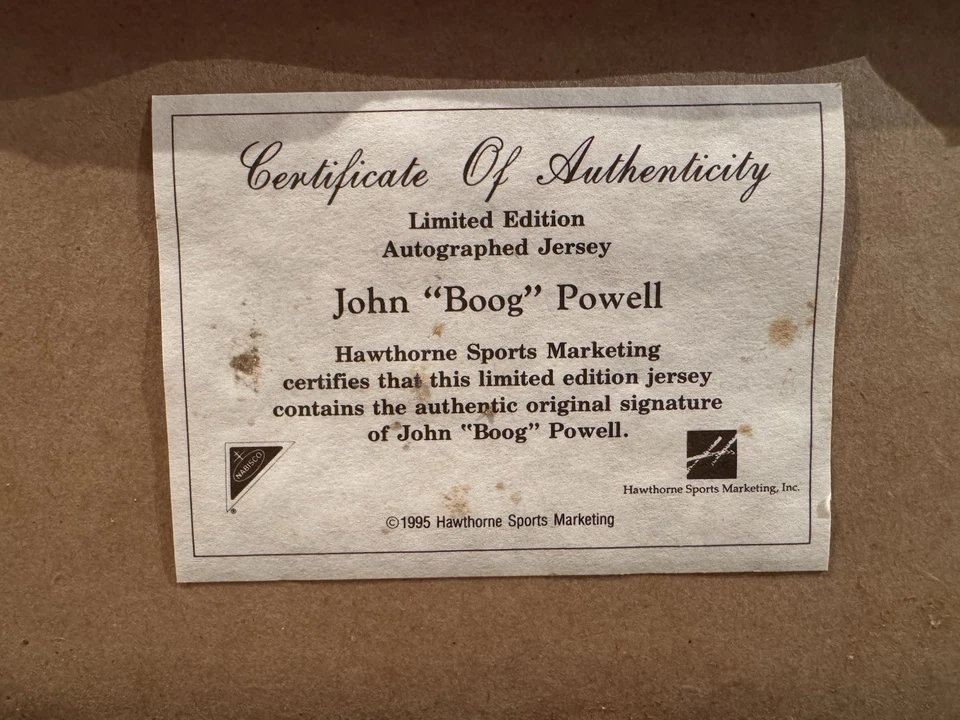 Certificate Of Authenticity
Limited Edition
Autographed Jersey
John “Boog” Powell
Hawthorne Sports Marketing
certifies that this limited edition jersey
contains the authentic original signature
of John “Boog” Powell.
NABISCO
®
Hawthorne Sports Marketing, Inc.
©1995 Hawthorne Sports Marketing